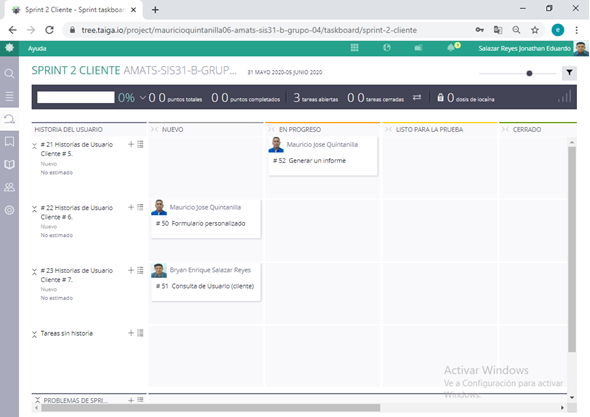 Sprint 2 Cliente - Sprint taskboar
tree.taiga.io/project/mauricioquintanilla06-amats-sis31-b-grupo-04/taskboard/sprint-2-cliente
e
Ayuda
Salazar Reyes Jonathan Eduardo
SPRINT 2 CLIENTE AMATS-SIS31-B-GRUP...
31 MAYO 2020-05 JUNIO 2020
0%
0 0 puntos totales
0 0 puntos completados
3 tareas abiertas
0 0 tareas cerradas
0 dosis de iocaína
HISTORIA DEL USUARIO
NUEVO
EN PROGRESO
LISTO PARA LA PRUEBA
CERRADO
# 21 Historias de Usuario
Cliente # 5.
Nuevo
No estimado
Mauricio Jose Quintanilla
# 52 Generar un informe
# 22 Historias de Usuario
Cliente # 6.
Nuevo
No estimado
Mauricio Jose Quintanilla
# 50 Formulario personalizado
# 23 Historias de Usuario
Cliente # 7.
Nuevo
No estimado
Bryan Enrique Salazar Reyes
# 51 Consulta de Usuario (cliente)
Tareas sin historia
Activar Windows
Ve a Configuración para activar
Windows.
PROBLEMAS DE SPRI...